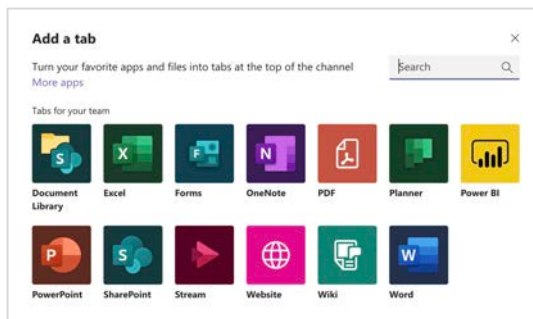 Add a tab
Turn your favorite apps and files into tabs at the top of the channel
Search
More apps
Tabs for your team
S
X
F
N
Document Library
Excel
Forms
OneNote
PDF
Planner
Power BI
P
S
W
PowerPoint
SharePoint
Stream
Website
Wiki
Word